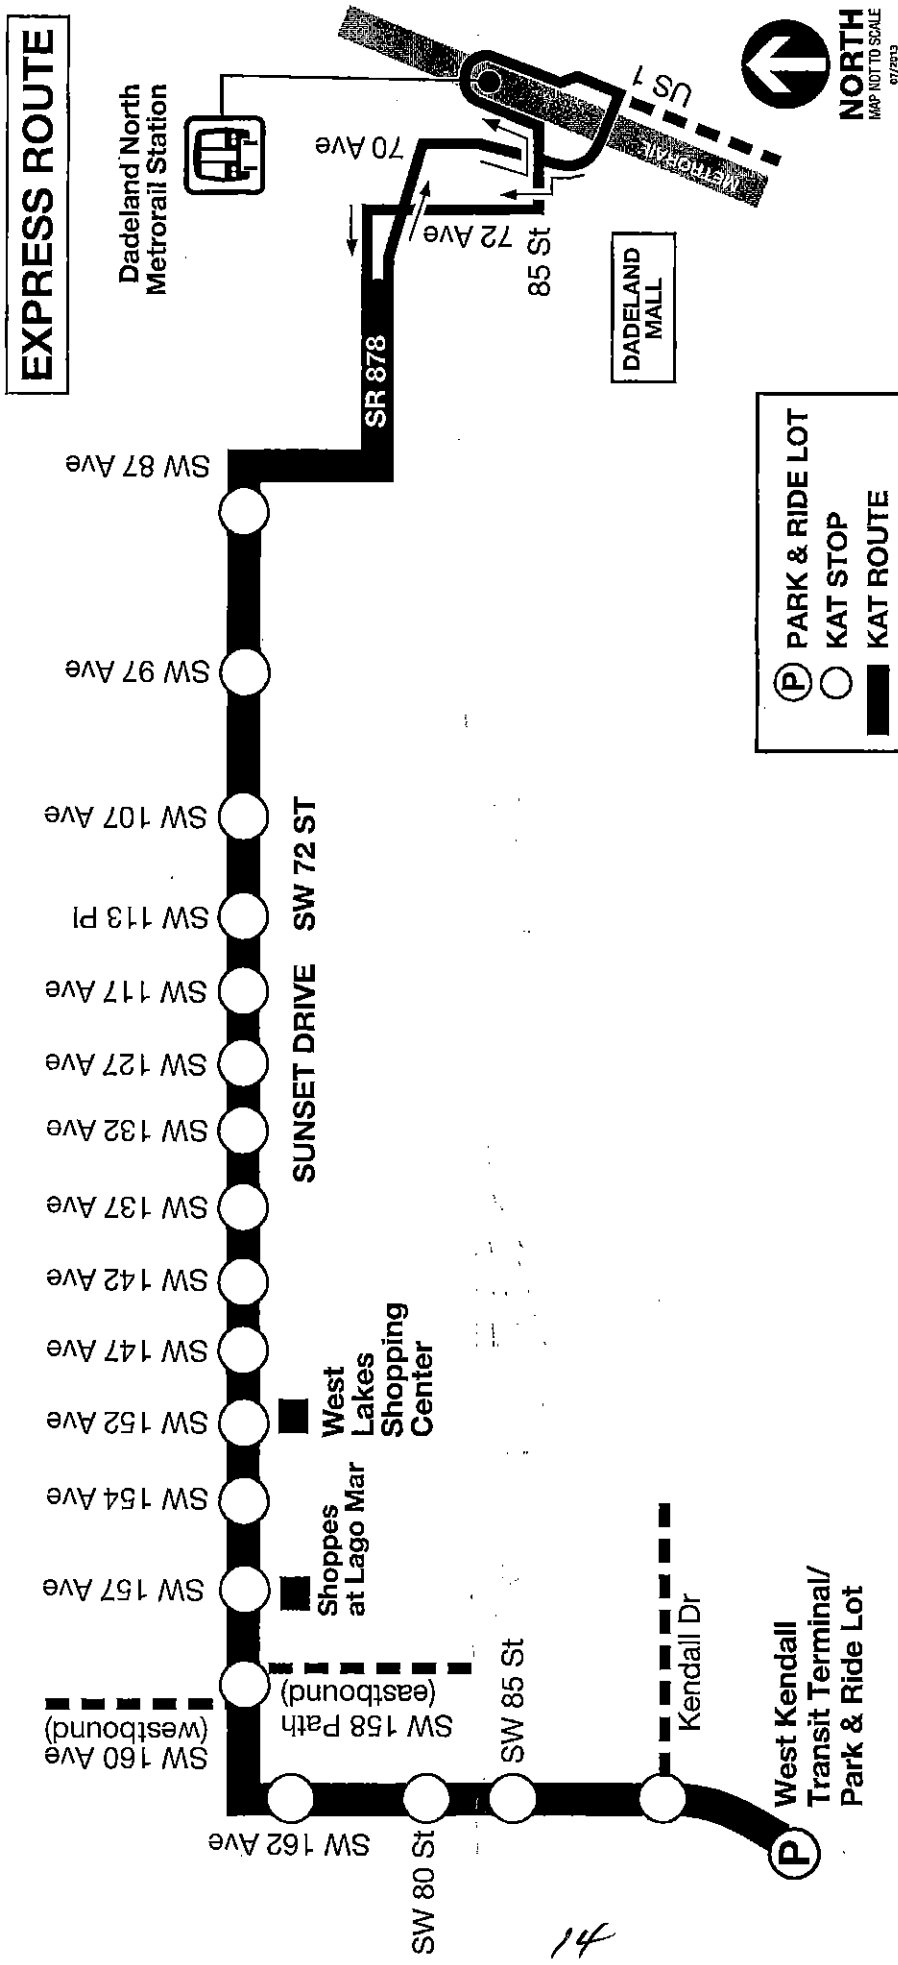 EXPRESS ROUTE
Dadeland North
Metrorail Station
SW 87 Ave
SW 97 Ave
SW 107 Ave
SW 113 Pl
SW 117 Ave
SW 127 Ave
SW 132 Ave
SW 137 Ave
SW 142 Ave
SW 147 Ave
SW 152 Ave
SW 154 Ave
SW 157 Ave
SW 160 Ave
(westbound)
SW 158 Path
(eastbound)
SW 162 Ave
SW 80 St
SW 85 St
Kendall Dr
West Kendall
Transit Terminal/
Park & Ride Lot
P
Shoppes
at Lago Mar
West
Lakes
Shopping
Center
SUNSET DRIVE SW 72 ST
SR 878
70 Ave
72 Ave
85 St
US 1
METRORAIL
DADELAND
MALL
P PARK & RIDE LOT
KAT STOP
KAT ROUTE
NORTH
MAP NOT TO SCALE
07/2013
14